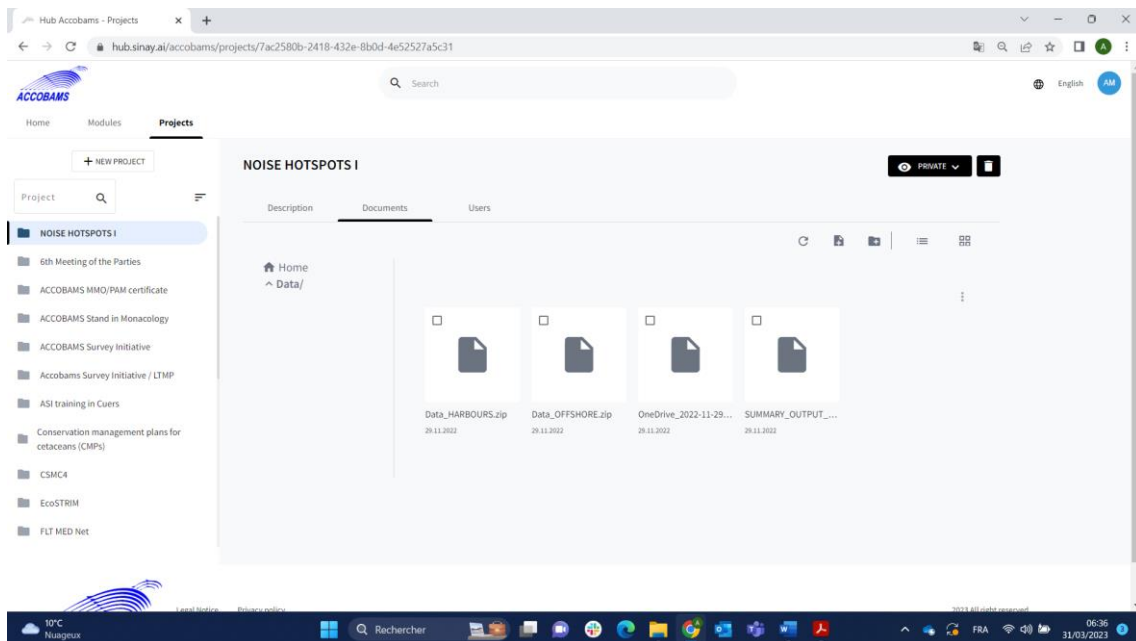 Hub Accobams - Projects
hub.sinay.ai/accobams/projects/7ac2580b-2418-432e-8b0d-4e52527a5c31
A
ACCOBAMS
Search
English
AM
Home Modules Projects
+ NEW PROJECT
Project
NOISE HOTSPOTS I
6th Meeting of the Parties
ACCOBAMS MMO/PAM certificate
ACCOBAMS Stand in Monacology
ACCOBAMS Survey Initiative
Accobams Survey Initiative / LTMP
ASI training in Cuers
Conservation management plans for
cetaceans (CMPs)
CSMC4
EcoSTRIM
FLT MED Net
NOISE HOTSPOTS I
PRIVATE
Description Documents Users
Home
Data/
Data_HARBOURS.zip Data_OFFSHORE.zip OneDrive_2022-11-29... SUMMARY_OUTPUT_...
29.11.2022 29.11.2022 29.11.2022 29.11.2022
Legal Notice Privacy policy 2023 All right reserved
10°C
Nuageux
Rechercher
FRA
06:36
31/03/2023
3